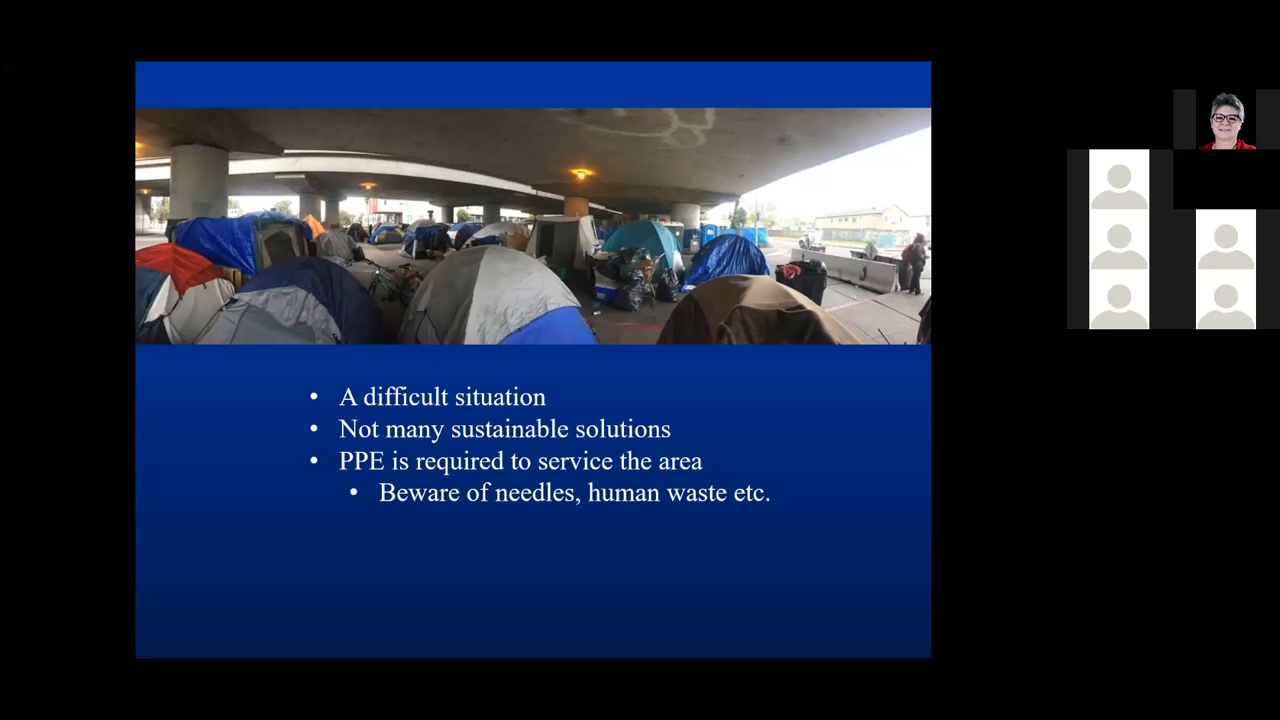 • A difficult situation
• Not many sustainable solutions
• PPE is required to service the area
• Beware of needles, human waste etc.